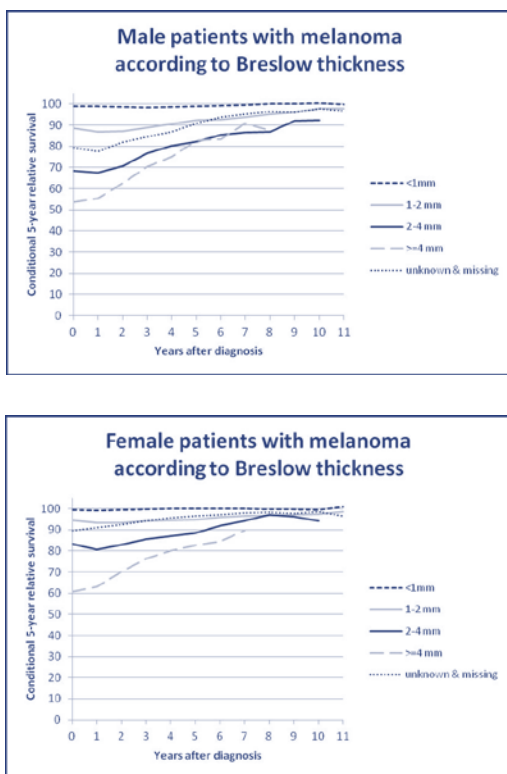 Male patients with melanoma
according to Breslow thickness
Conditional 5-year relative survival
100
90
80
70
60
50
40
30
20
10
0
0 1 2 3 4 5 6 7 8 9 10 11
Years after diagnosis
<1mm
1-2 mm
2-4 mm
>=4 mm
unknown & missing
Female patients with melanoma
according to Breslow thickness
Conditional 5-year relative survival
100
90
80
70
60
50
40
30
20
10
0
0 1 2 3 4 5 6 7 8 9 10 11
Years after diagnosis
<1mm
1-2 mm
2-4 mm
>=4 mm
unknown & missing